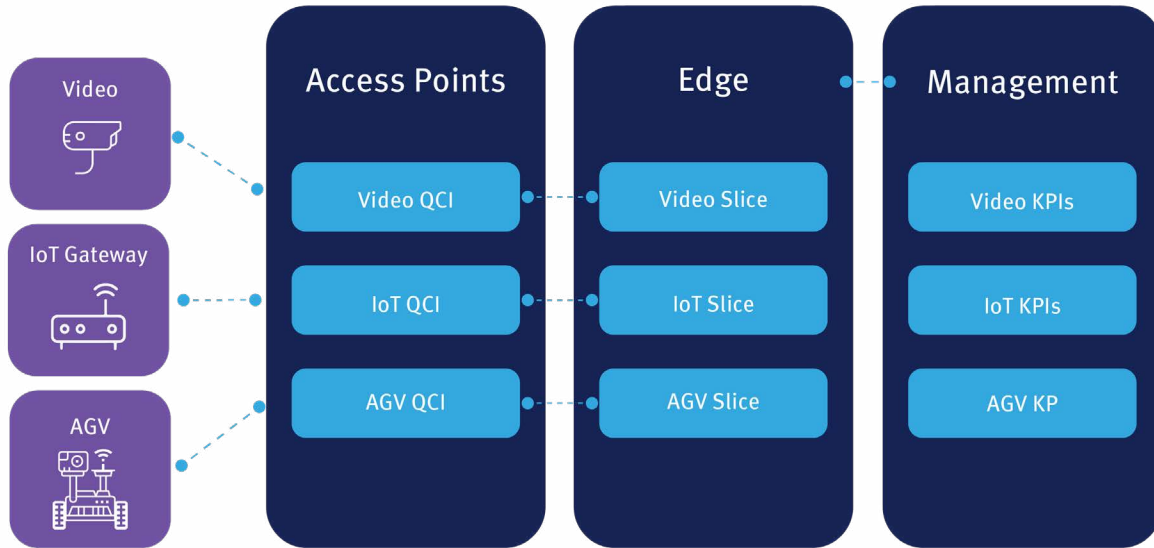 Video
IoT Gateway
AGV
Access Points
Video QCI
IoT QCI
AGV QCI
Edge
Video Slice
IoT Slice
AGV Slice
Management
Video KPIs
IoT KPIs
AGV KP